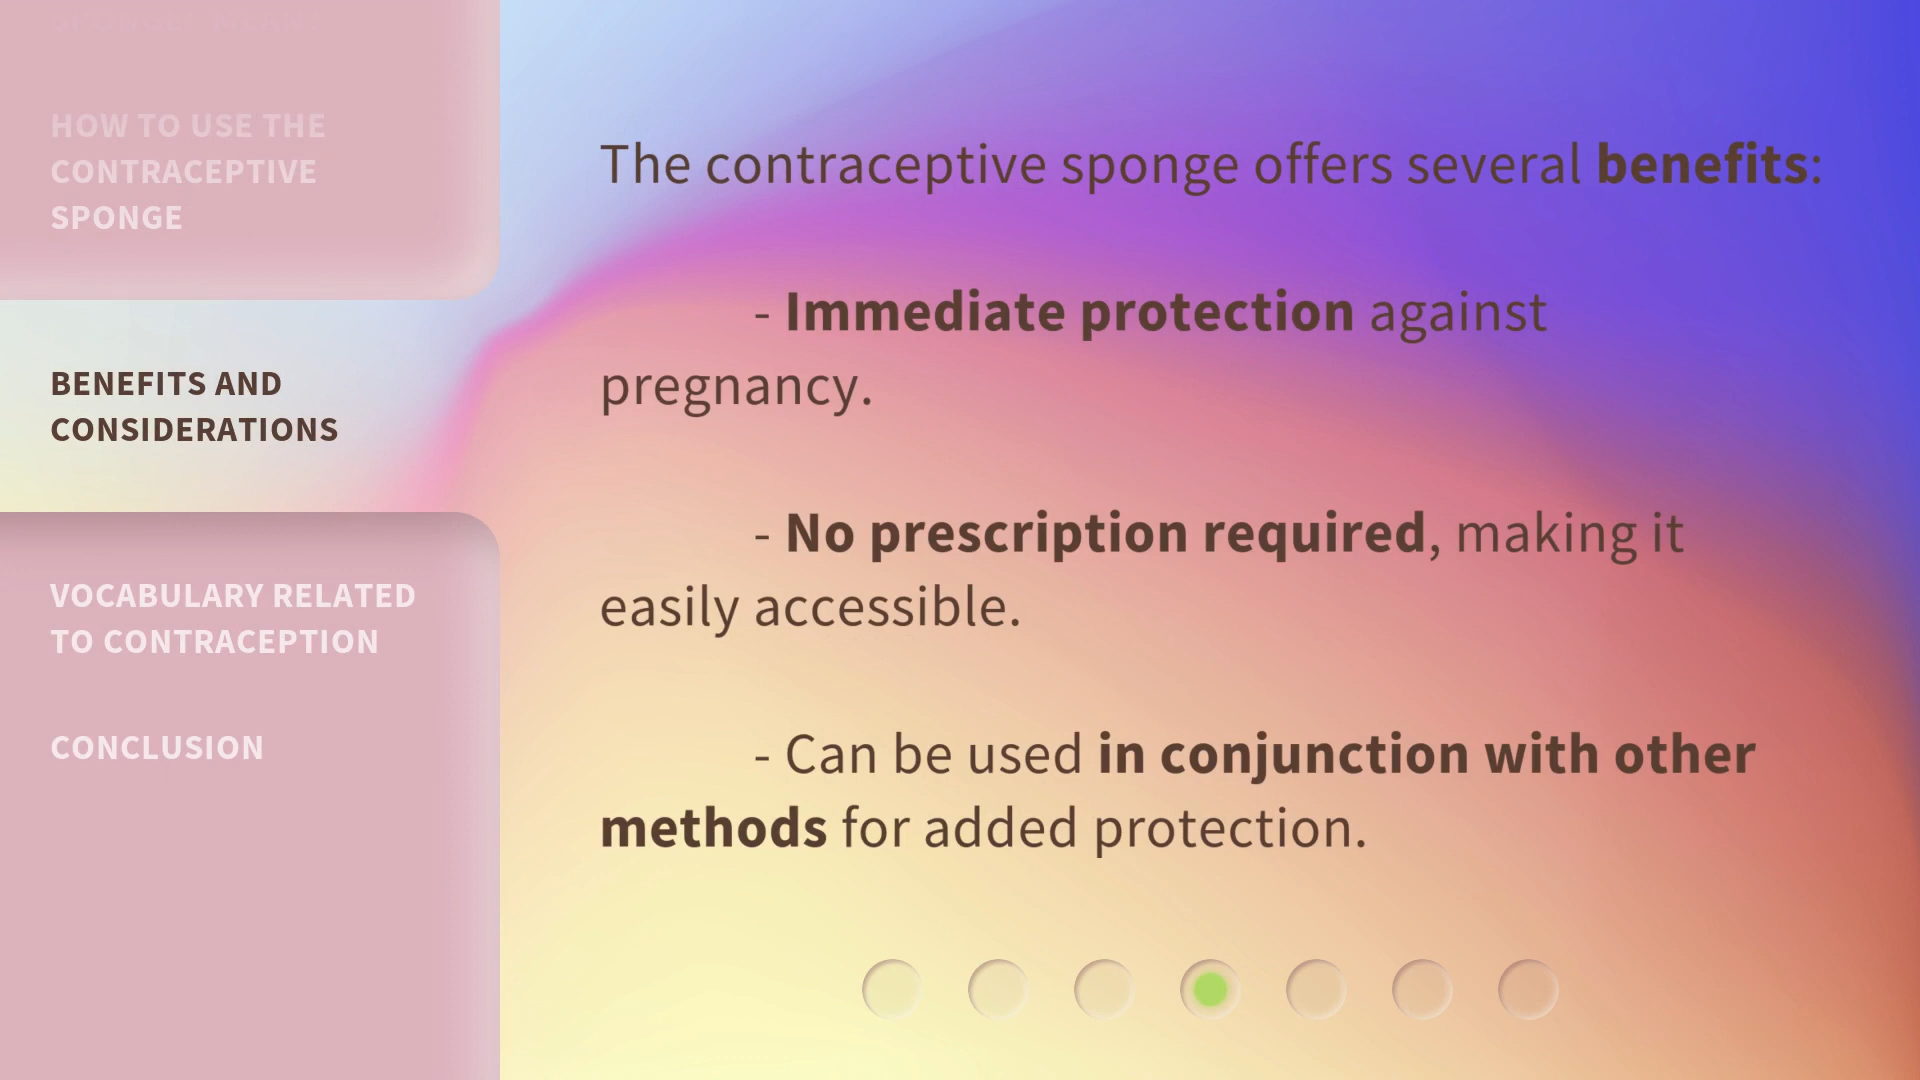 HOW TO USE THE
CONTRACEPTIVE
SPONGE
BENEFITS AND
CONSIDERATIONS
VOCABULARY RELATED
TO CONTRACEPTION
CONCLUSION
The contraceptive sponge offers several benefits:
- Immediate protection against
pregnancy.
- No prescription required, making it
easily accessible.
- Can be used in conjunction with other
methods for added protection.